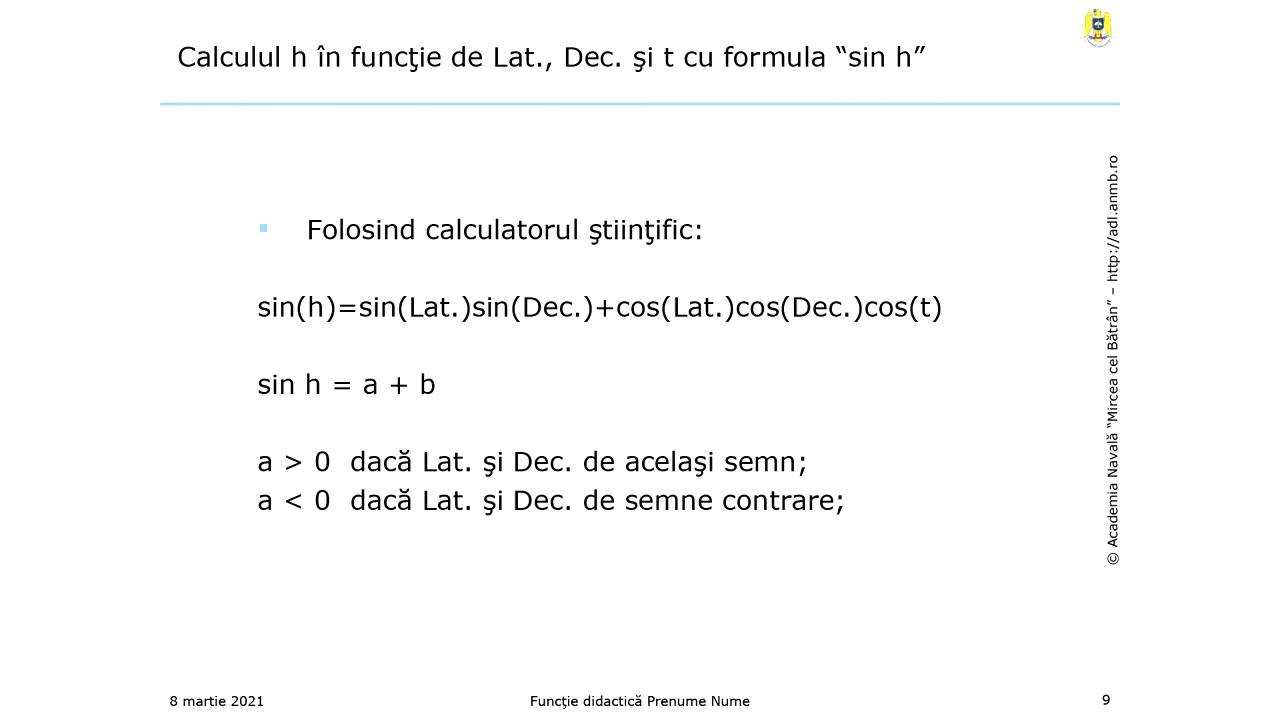 Calculul h în funcţie de Lat., Dec. şi t cu formula “sin h”
Folosind calculatorul ştiinţific:
sin(h)=sin(Lat.)sin(Dec.)+cos(Lat.)cos(Dec.)cos(t)
sin h = a + b
a > 0 dacă Lat. şi Dec. de acelaşi semn;
a < 0 dacă Lat. şi Dec. de semne contrare;
© Academia Navală “Mircea cel Bătrân” – http://adl.anmb.ro
8 martie 2021
Funcţie didactică Prenume Nume
9